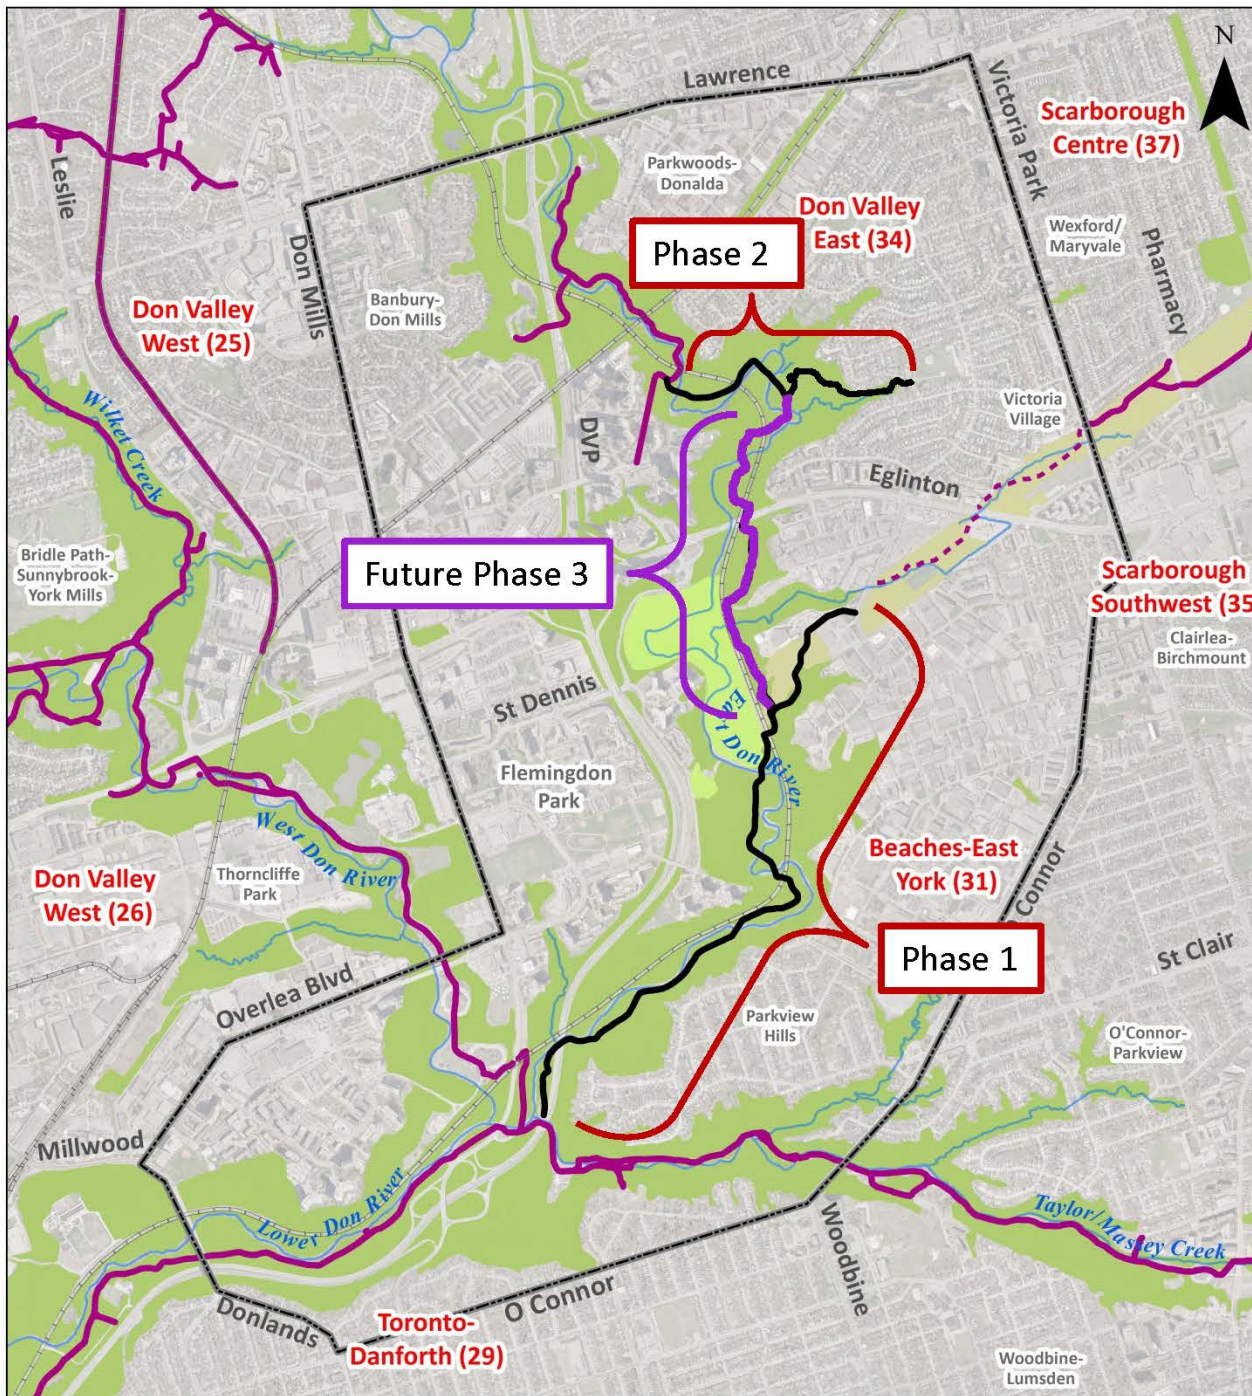 N
Lawrence
Victoria Park
Scarborough
Centre (37)
Leslie
Parkwoods-
Donalda
Don Valley
East (34)
Wexford/
Maryvale
Pharmacy
Phase 2
Don Mills
Banbury-
Don Mills
Don Valley
West (25)
Wilket Creek
DVP
Victoria
Village
Eglinton
Bridle Path-
Sunnybrook-
York Mills
Future Phase 3
Scarborough
Southwest (35
Clairlea-
Birchmount
St Dennis
East Don River
Flemingdon
Park
West Don River
Thorncliffe
Park
Don Valley
West (26)
Beaches-East
York (31)
Connor
St Clair
Phase 1
Overlea Blvd
Parkview
Hills
O'Connor-
Parkview
Millwood
Lower Don River
Taylor/Massey Creek
Woodbine
Donlands
O Connor
Toronto-
Danforth (29)
Woodbine-
Lumsden